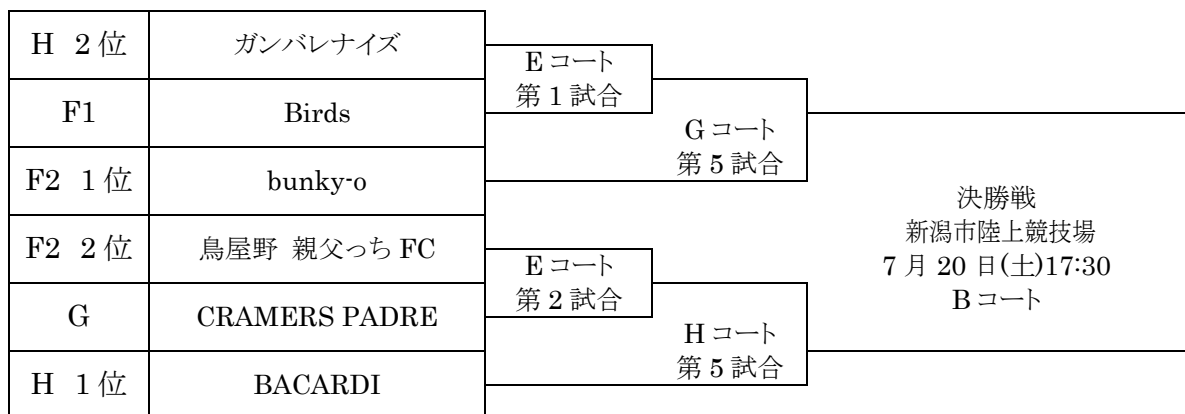 H 2位 ガンバレナイズ
F1 Birds
F2 1位 bunky-o
F2 2位 鳥屋野 親父っち FC
G CRAMERS PADRE
H 1位 BACARDI
E コート
第 1 試合
G コート
第 5 試合
E コート
第 2 試合
H コート
第 5 試合
決勝戦
新潟市陸上競技場
7 月 20 日(土)17:30
B コート